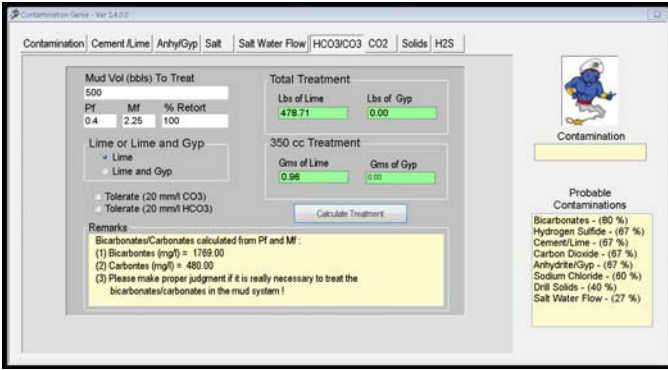 Contamination Genie - Ver 1.4.0.0
Contamination Cement /Lime Anhy/Gyp Salt Salt Water Flow HCO3/CO3 CO2 Solids H2S
Mud Vol (bbls) To Treat
500
Pf Mf % Retort
0.4 2.25 100
Lime or Lime and Gyp
Lime
Lime and Gyp
Tolerate (20 mm/l CO3)
Tolerate (20 mm/l HCO3)
Total Treatment
Lbs of Lime Lbs of Gyp
478.71 0.00
350 cc Treatment
Gms of Lime Gms of Gyp
0.96 0.00
Calculate Treatment
Remarks
Bicarbonates/Carbonates calculated from Pf and Mf :
(1) Bicarbontes (mg/l) = 1769.00
(2) Carbontes (mg/l) = 480.00
(3) Please make proper judgment if it is really necessary to treat the
bicarbonates/carbonates in the mud system !
Contamination
Probable
Contaminations
Bicarbonates - (80 %)
Hydrogen Sulfide - (67 %)
Cement/Lime - (67 %)
Carbon Dioxide - (67 %)
Anhydrite/Gyp - (67 %)
Sodium Chloride - (60 %)
Drill Solids - (40 %)
Salt Water Flow - (27 %)